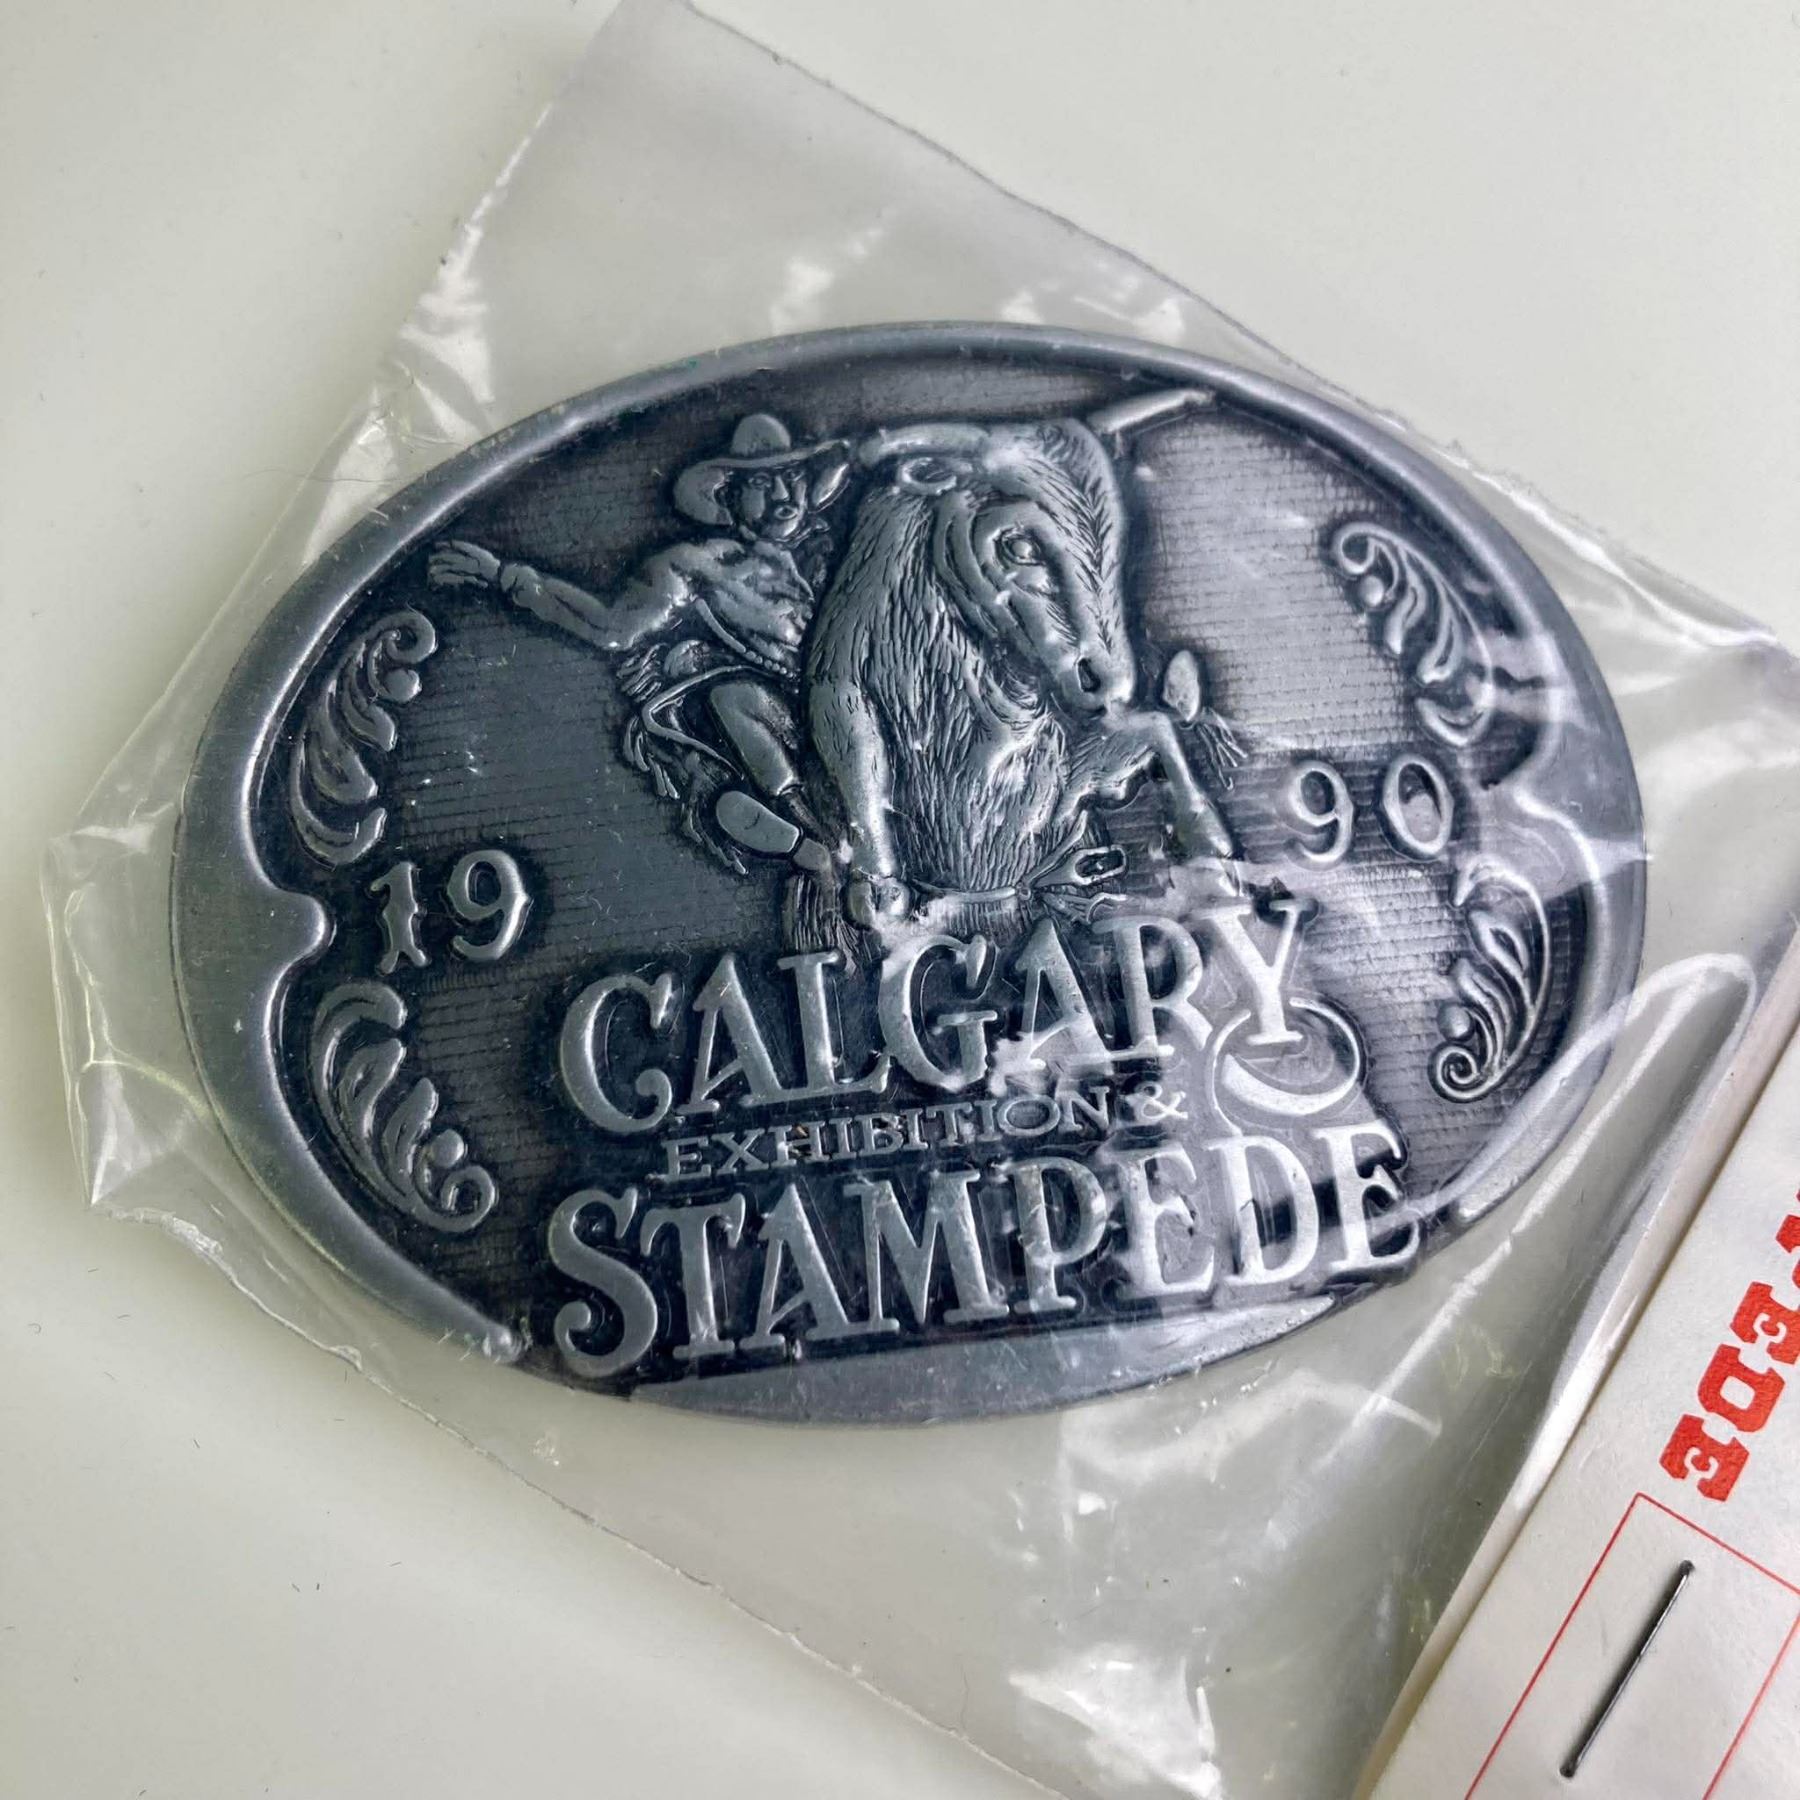 19 90
CALGARY
EXHIBITION &
STAMPEDE